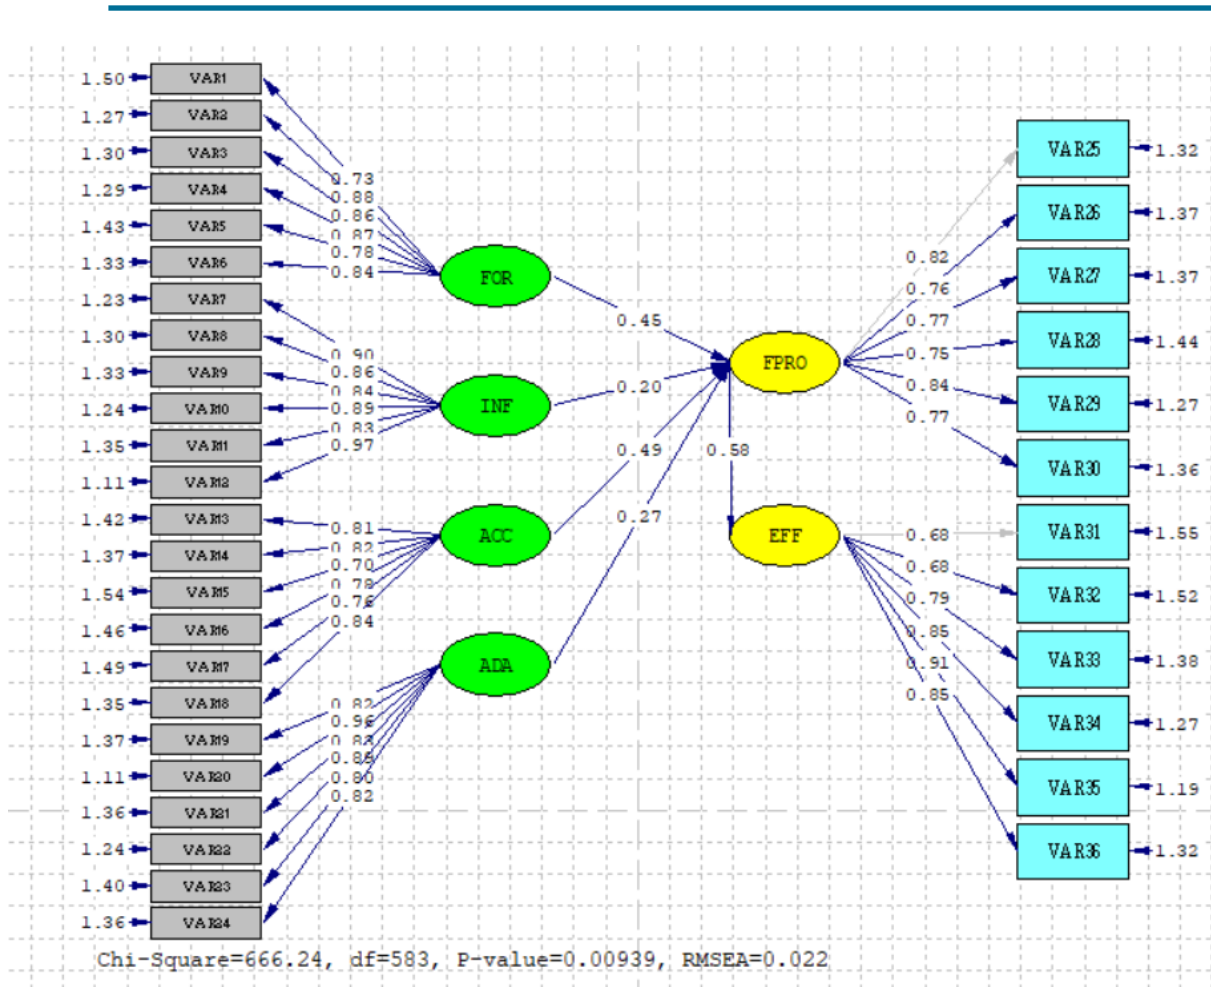 1.50 VAR1
1.27 VAR2
1.30 VAR3
1.29 VAR4
1.43 VAR5
1.33 VAR6
1.23 VAR7
1.30 VAR8
1.33 VAR9
1.24 VAR10
1.35 VAR11
1.11 VAR12
1.42 VAR13
1.37 VAR14
1.54 VAR15
1.46 VAR16
1.49 VAR17
1.35 VAR18
1.37 VAR19
1.11 VAR20
1.36 VAR21
1.24 VAR22
1.40 VAR23
1.36 VAR24
0.73
0.88
0.86
0.87
0.78
0.84
0.90
0.86
0.84
0.89
0.83
0.97
0.81
0.82
0.70
0.76
0.84
0.82
0.96
0.83
0.80
0.82
FOR
INF
ACC
ADA
0.45
0.20
0.49
0.27
0.58
FPRO
EFF
0.82
0.76
0.77
0.75
0.84
0.77
0.68
0.68
0.79
0.85
0.91
0.85
VAR25 1.32
VAR26 1.37
VAR27 1.37
VAR28 1.44
VAR29 1.27
VAR30 1.36
VAR31 1.55
VAR32 1.52
VAR33 1.38
VAR34 1.27
VAR35 1.19
VAR36 1.32
Chi-Square=666.24, df=583, P-value=0.00939, RMSEA=0.022